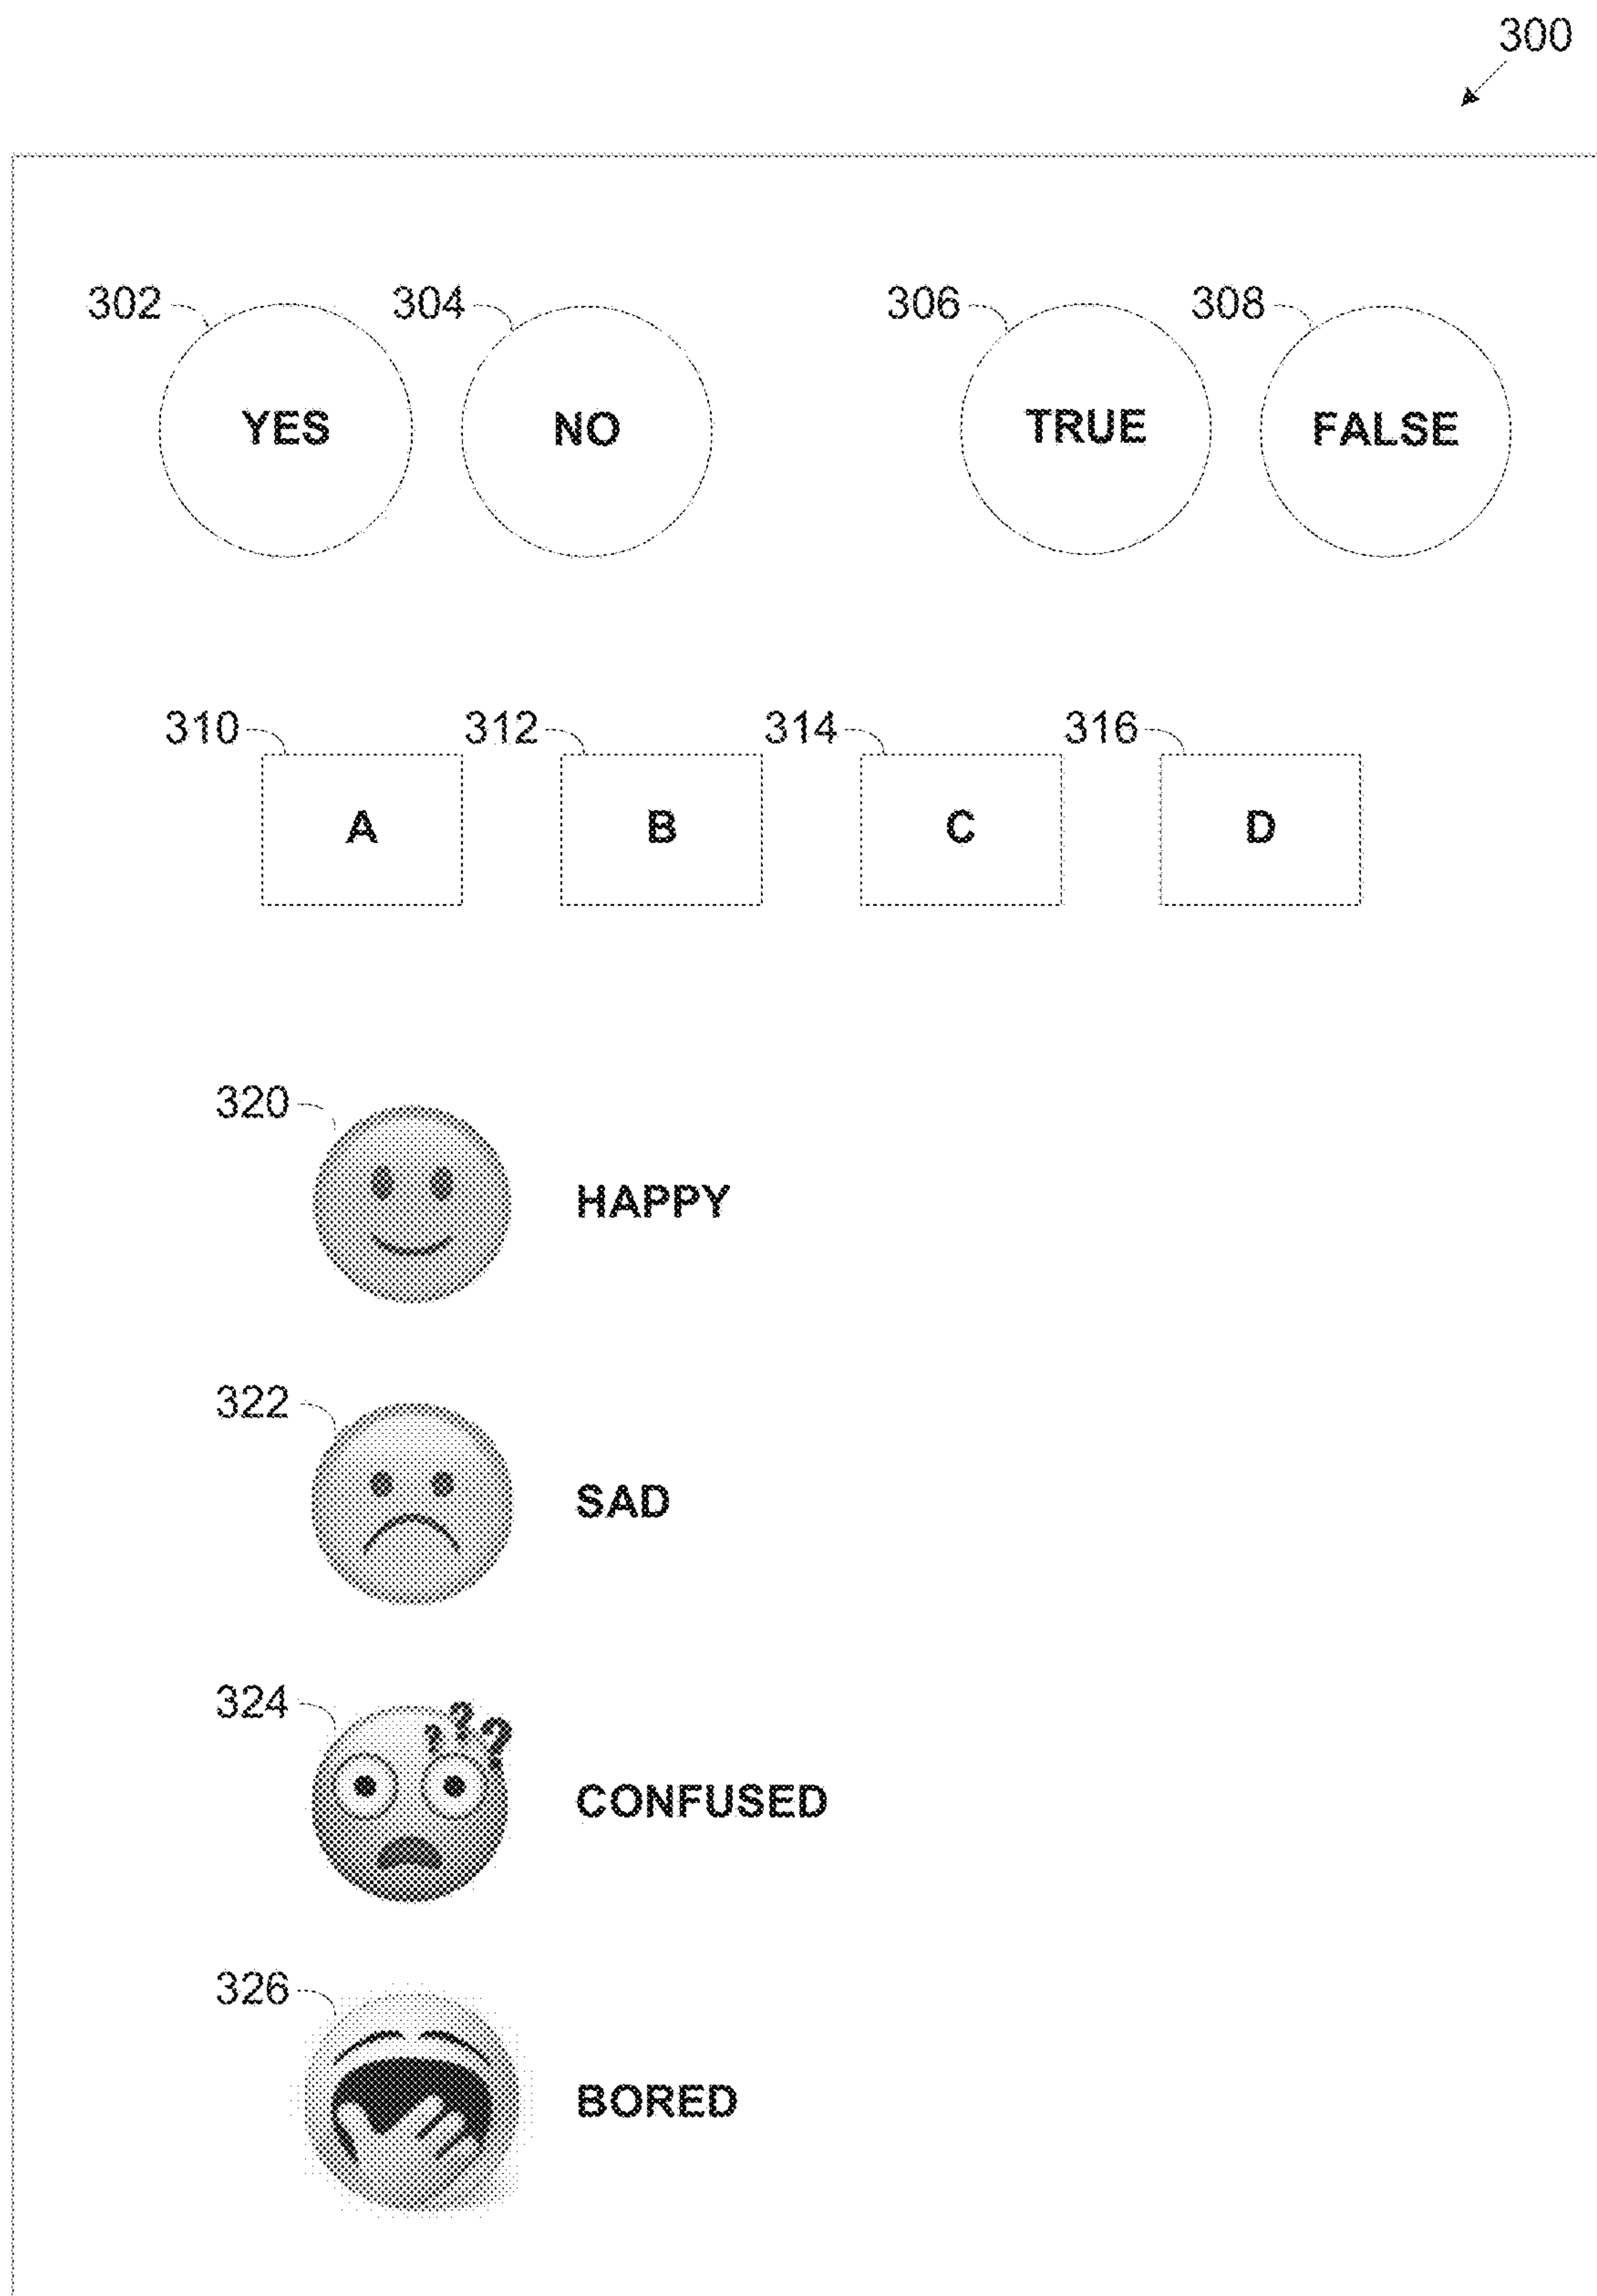 300
302 304 306 308
YES NO TRUE FALSE
310 312 314 316
A B C D
320
HAPPY
322
SAD
324
? ? ?
CONFUSED
326
BORED